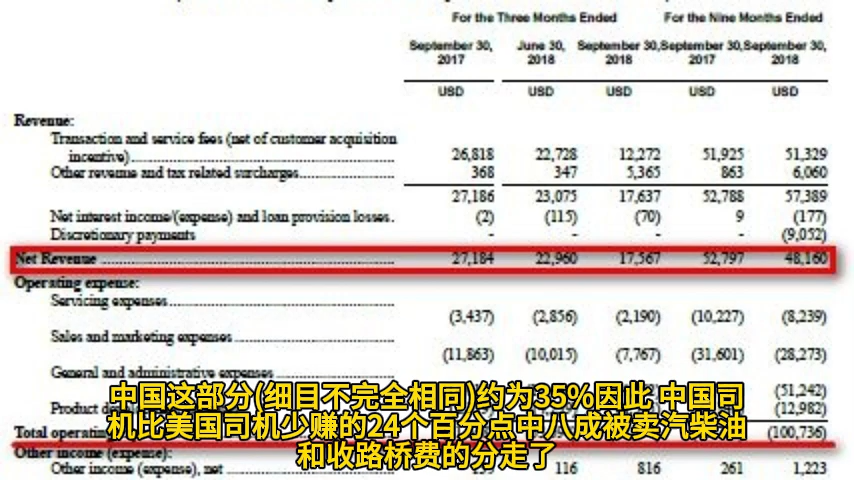 For the Three Months Ended For the Nine Months Ended
September 30, 2017 June 30, 2018 September 30, 2018 September 30, 2017 September 30, 2018
USD USD USD USD USD
Revenue:
Transaction and service fees (net of customer acquisition
incentive) 26,818 22,728 12,272 51,925 51,329
Other revenue and tax related surcharges 368 347 5,365 863 6,060
27,186 23,075 17,637 52,788 57,389
Net interest income/(expense) and loan provision losses. (2) (115) (70) 9 (177)
Discretionary payments - - - - (9,052)
Net Revenue 27,184 22,960 17,567 52,797 48,160
Operating expense:
Servicing expenses
(3,437) (2,856) (2,190) (10,227) (8,239)
Sales and marketing expenses
(11,863) (10,015) (7,767) (31,601) (28,273)
General and administrative expenses
(51,242)
中国这部分(细目不完全相同)约为35%因此 中国司
Product (12,982)
机比美国司机少赚的24个百分点中八成被卖汽柴油
Total operating (100,736)
和收路桥费的分走了
Other income (expense):
Other income (expense), net 116 816 261 1,223